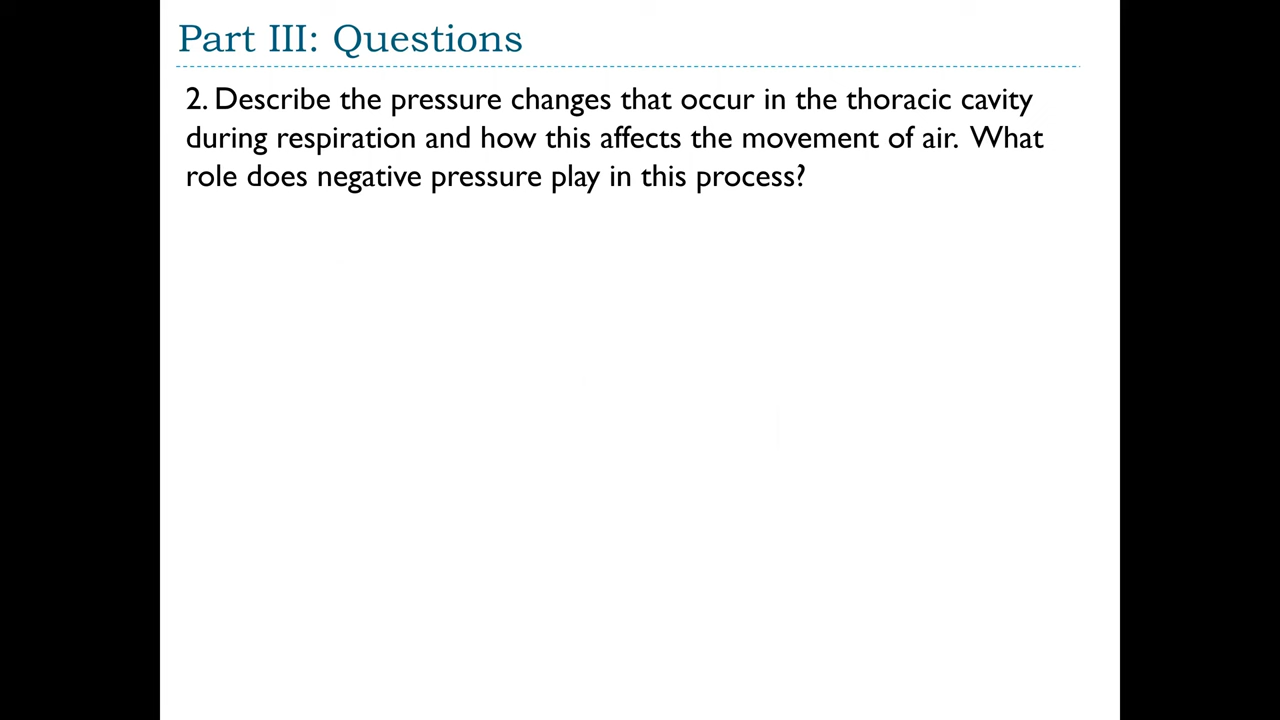 Part III: Questions
2. Describe the pressure changes that occur in the thoracic cavity
during respiration and how this affects the movement of air. What
role does negative pressure play in this process?